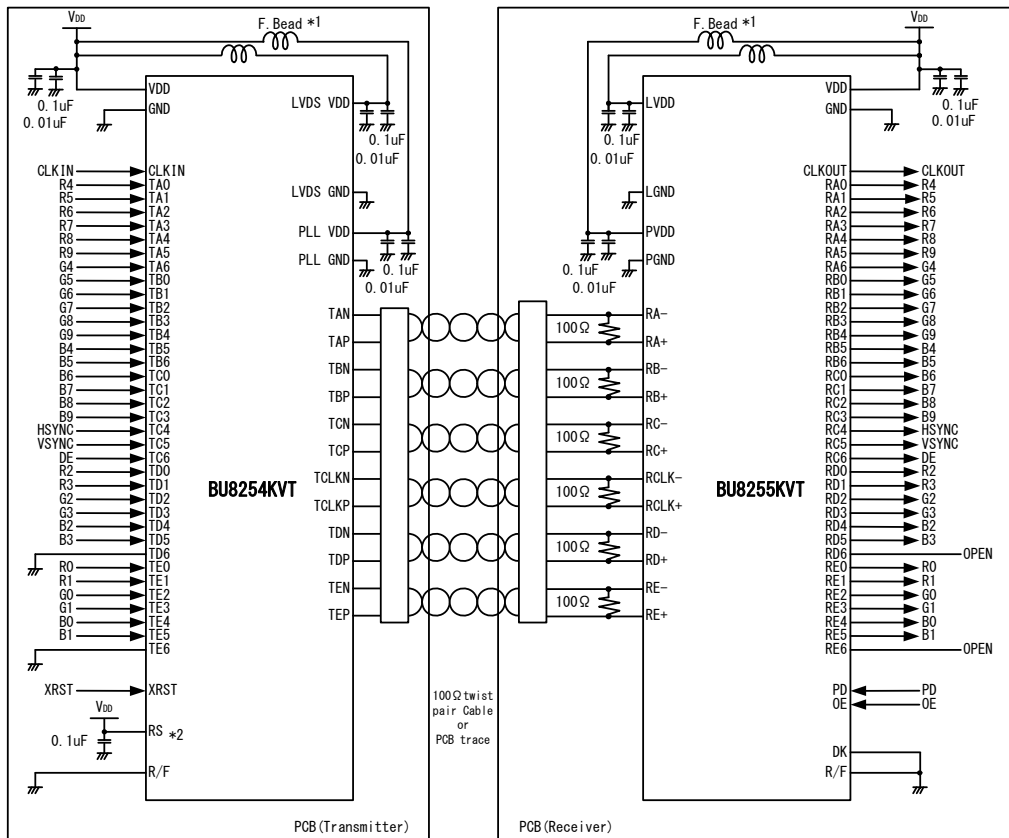 VDD
F. Bead *1
0.1uF
0.01uF
VDD
GND
LVDS VDD
0.1uF
0.01uF
LVDS GND
PLL VDD
PLL GND
0.1uF
0.01uF
CLKIN CLKIN
R4 TA0
R5 TA1
R6 TA2
R7 TA3
R8 TA4
R9 TA5
G4 TA6
G5 TB0
G6 TB1
G7 TB2
G8 TB3
G9 TB4
B4 TB5
B5 TB6
B6 TC0
B7 TC1
B8 TC2
B9 TC3
HSYNC TC4
VSYNC TC5
DE TC6
R2 TD0
R3 TD1
G2 TD2
G3 TD3
B2 TD4
B3 TD5
TD6
R0 TE0
R1 TE1
G0 TE2
G1 TE3
B0 TE4
B1 TE5
TE6
XRST XRST
VDD
RS *2
0.1uF
R/F
BU8254KVT
TAN
TAP
TBN
TBP
TCN
TCP
TCLKN
TCLKP
TDN
TDP
TEN
TEP
PCB(Transmitter)
100Ω twist
pair Cable
or
PCB trace
F. Bead *1
VDD
VDD
GND
0.1uF
0.01uF
LVDD
0.1uF
0.01uF
LGND
PVDD
PGND
0.1uF
0.01uF
100Ω
100Ω
100Ω
100Ω
100Ω
100Ω
RA-
RA+
RB-
RB+
RC-
RC+
RCLK-
RCLK+
RD-
RD+
RE-
RE+
BU8255KVT
CLKOUT CLKOUT
RA0 R4
RA1 R5
RA2 R6
RA3 R7
RA4 R8
RA5 R9
RA6 G4
RB0 G5
RB1 G6
RB2 G7
RB3 G8
RB4 G9
RB5 B4
RB6 B5
RC0 B6
RC1 B7
RC2 B8
RC3 B9
RC4 HSYNC
RC5 VSYNC
RC6 DE
RD0 R2
RD1 R3
RD2 G2
RD3 G3
RD4 B2
RD5 B3
RD6 OPEN
RE0 R0
RE1 R1
RE2 G0
RE3 G1
RE4 B0
RE5 B1
RE6 OPEN
PD PD
OE OE
DK
R/F
PCB(Receiver)